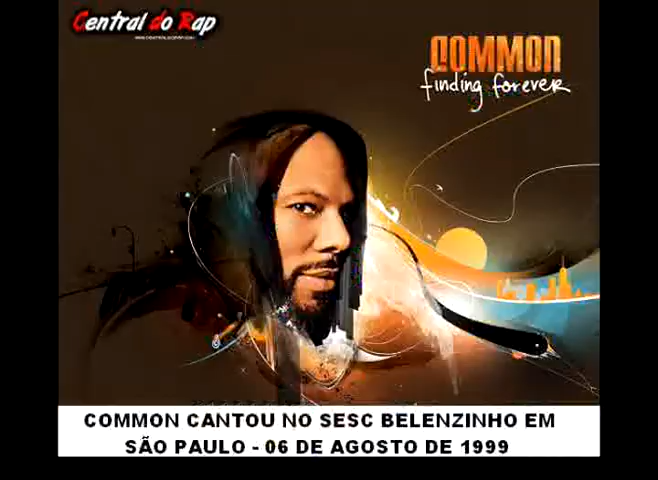 Central do Rap
COMMON
finding forever
COMMON CANTOU NO SESC BELENZINHO EM
SÃO PAULO - 06 DE AGOSTO DE 1999